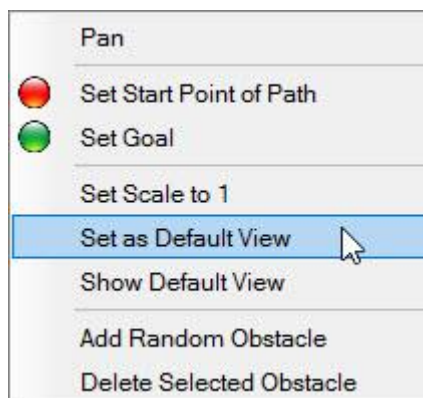 Pan
Set Start Point of Path
Set Goal
Set Scale to 1
Set as Default View
Show Default View
Add Random Obstacle
Delete Selected Obstacle